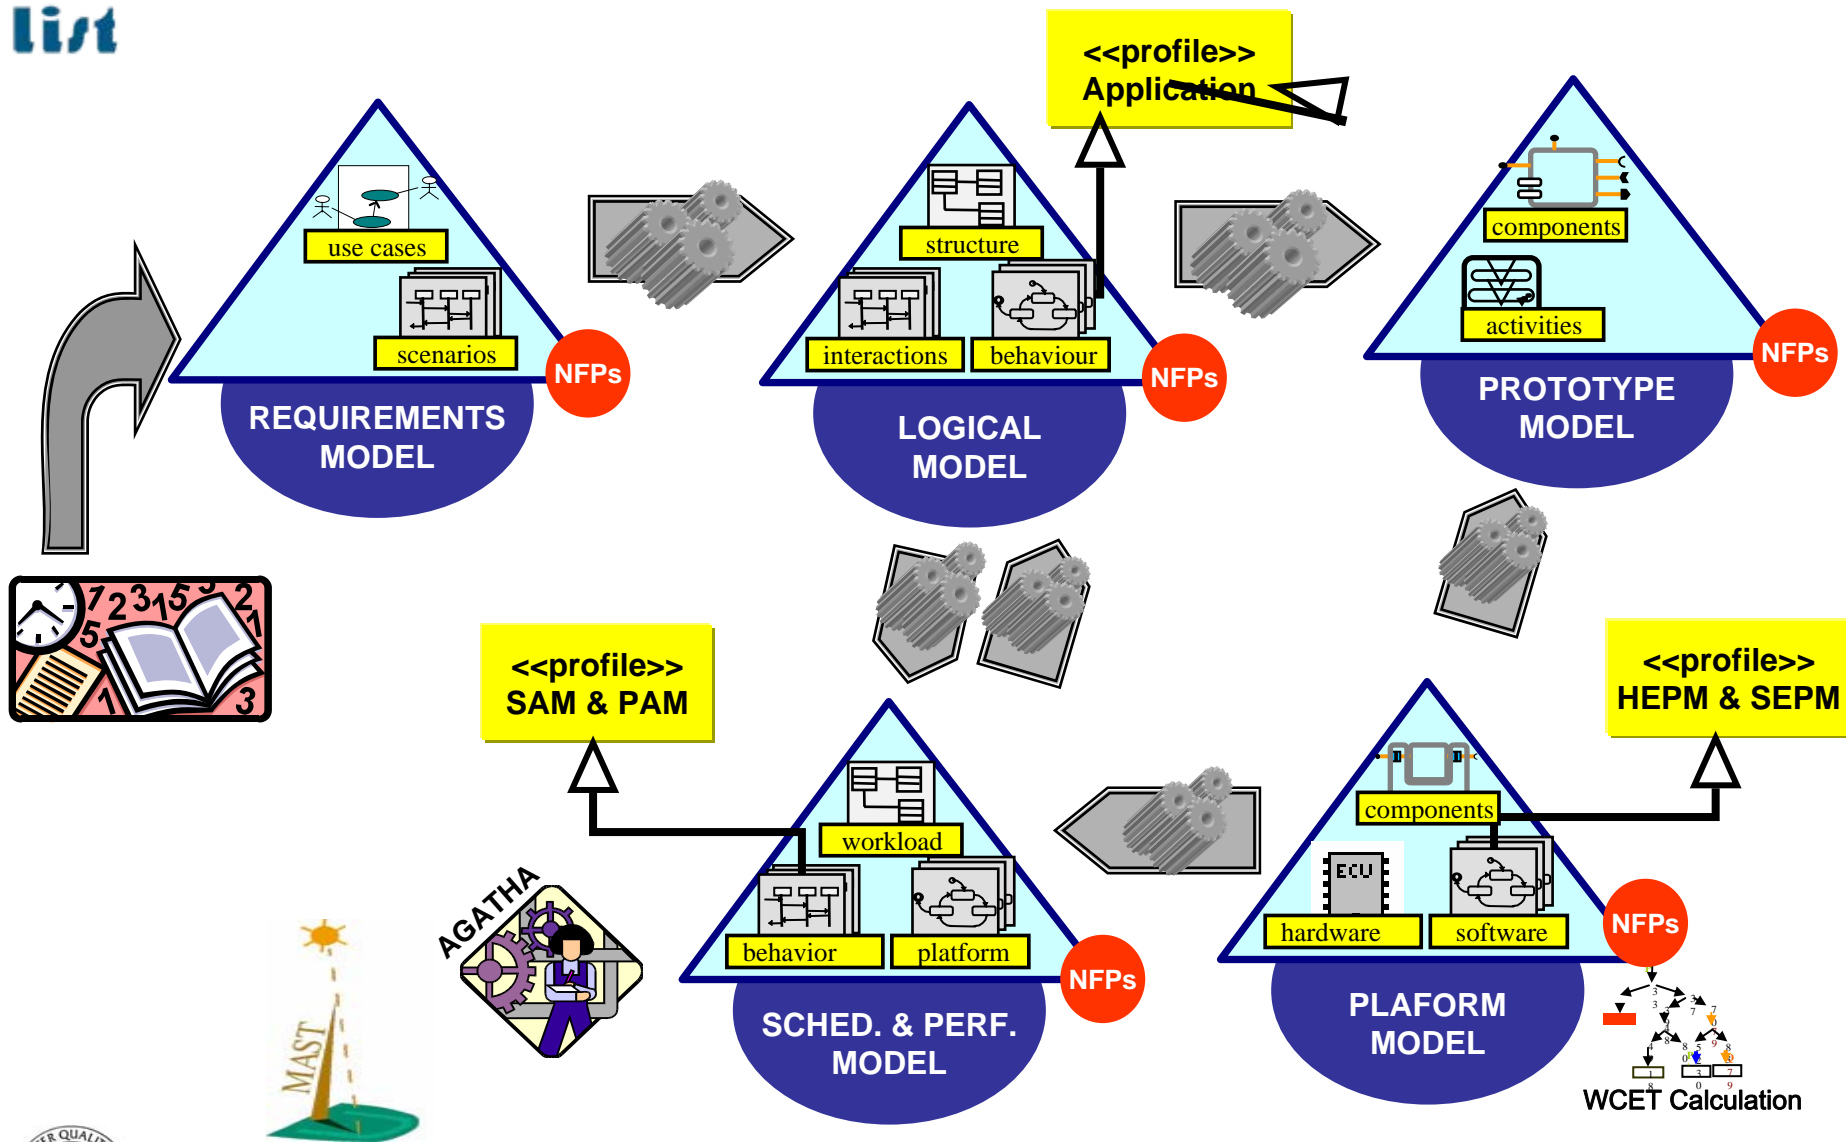 list
<<profile>>
Application
use cases
scenarios
NFPs
REQUIREMENTS
MODEL
structure
interactions
behaviour
NFPs
LOGICAL
MODEL
components
activities
NFPs
PROTOTYPE
MODEL
<<profile>>
SAM & PAM
<<profile>>
HEPM & SEPM
workload
behavior
platform
NFPs
SCHED. & PERF.
MODEL
components
ECU
hardware
software
NFPs
PLAFORM
MODEL
AGATHA
MAST
WCET Calculation